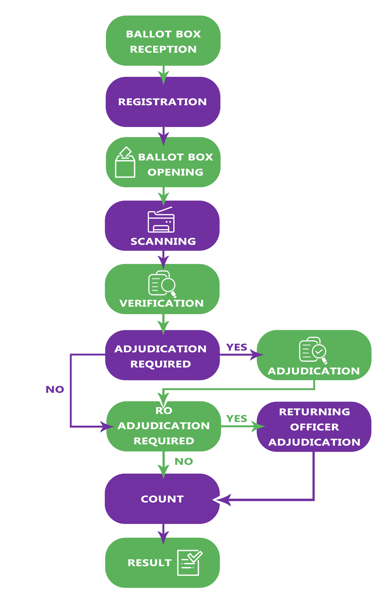 BALLOT BOX
RECEPTION
REGISTRATION
BALLOT BOX
OPENING
SCANNING
VERIFICATION
ADJUDICATION
REQUIRED
YES
ADJUDICATION
NO
RO
ADJUDICATION
REQUIRED
YES
RETURNING
OFFICER
ADJUDICATION
NO
COUNT
RESULT